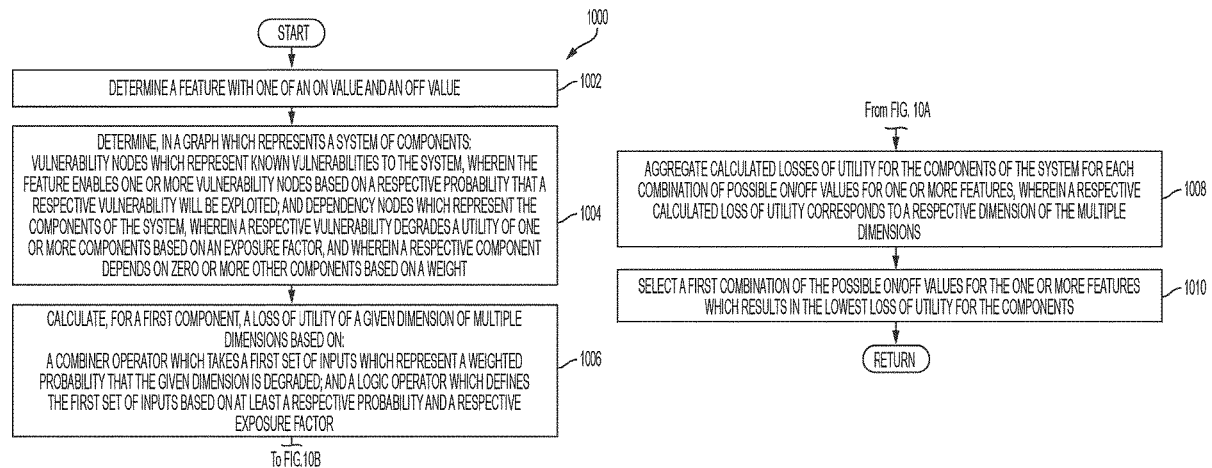 START
1000
DETERMINE A FEATURE WITH ONE OF AN ON VALUE AND AN OFF VALUE
1002
DETERMINE, IN A GRAPH WHICH REPRESENTS A SYSTEM OF COMPONENTS:
VULNERABILITY NODES WHICH REPRESENT KNOWN VULNERABILITIES TO THE SYSTEM, WHEREIN THE
FEATURE ENABLES ONE OR MORE VULNERABILITY NODES BASED ON A RESPECTIVE PROBABILITY THAT A
RESPECTIVE VULNERABILITY WILL BE EXPLOITED; AND DEPENDENCY NODES WHICH REPRESENT THE
COMPONENTS OF THE SYSTEM, WHEREIN A RESPECTIVE VULNERABILITY DEGRADES A UTILITY OF ONE
OR MORE COMPONENTS BASED ON AN EXPOSURE FACTOR, AND WHEREIN A RESPECTIVE COMPONENT
DEPENDS ON ZERO OR MORE OTHER COMPONENTS BASED ON A WEIGHT
1004
CALCULATE, FOR A FIRST COMPONENT, A LOSS OF UTILITY OF A GIVEN DIMENSION OF MULTIPLE
DIMENSIONS BASED ON:
A COMBINER OPERATOR WHICH TAKES A FIRST SET OF INPUTS WHICH REPRESENT A WEIGHTED
PROBABILITY THAT THE GIVEN DIMENSION IS DEGRADED; AND A LOGIC OPERATOR WHICH DEFINES
THE FIRST SET OF INPUTS BASED ON AT LEAST A RESPECTIVE PROBABILITY AND A RESPECTIVE
EXPOSURE FACTOR
1006
To FIG.10B
From FIG. 10A
AGGREGATE CALCULATED LOSSES OF UTILITY FOR THE COMPONENTS OF THE SYSTEM FOR EACH
COMBINATION OF POSSIBLE ON/OFF VALUES FOR ONE OR MORE FEATURES, WHEREIN A RESPECTIVE
CALCULATED LOSS OF UTILITY CORRESPONDS TO A RESPECTIVE DIMENSION OF THE MULTIPLE
DIMENSIONS
1008
SELECT A FIRST COMBINATION OF THE POSSIBLE ON/OFF VALUES FOR THE ONE OR MORE FEATURES
WHICH RESULTS IN THE LOWEST LOSS OF UTILITY FOR THE COMPONENTS
1010
RETURN